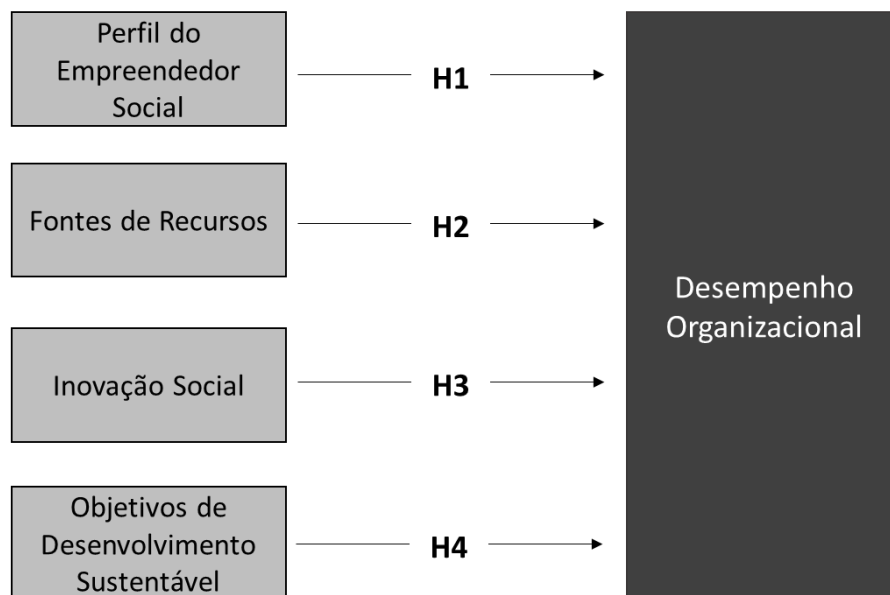 Perfil do
Empreendedor
Social
H1
Fontes de Recursos
H2
Inovação Social
H3
Objetivos de
Desenvolvimento
Sustentável
H4
Desempenho
Organizacional